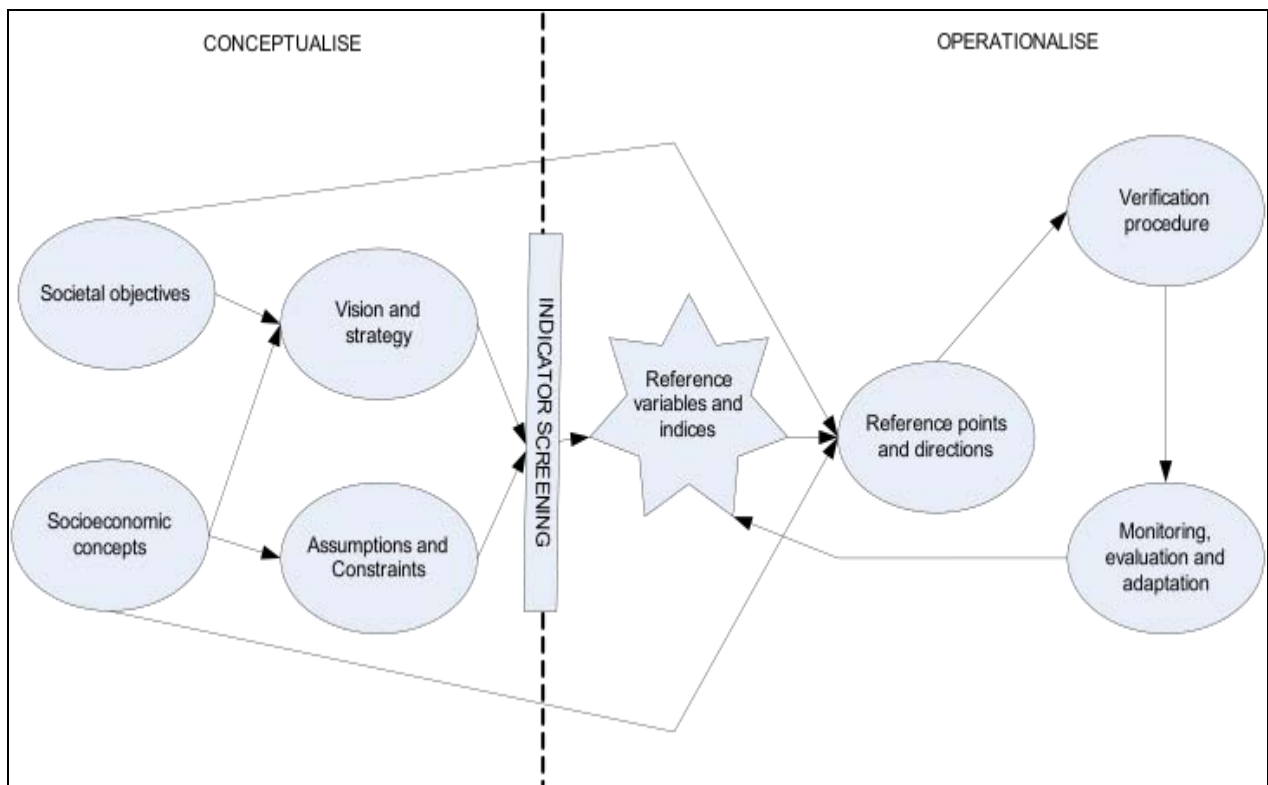 CONCEPTUALISE
OPERATIONALISE
Societal objectives
Vision and
strategy
Socioeconomic
concepts
Assumptions and
Constraints
INDICATOR SCREENING
Reference
variables and
indices
Reference points
and directions
Verification
procedure
Monitoring,
evaluation and
adaptation